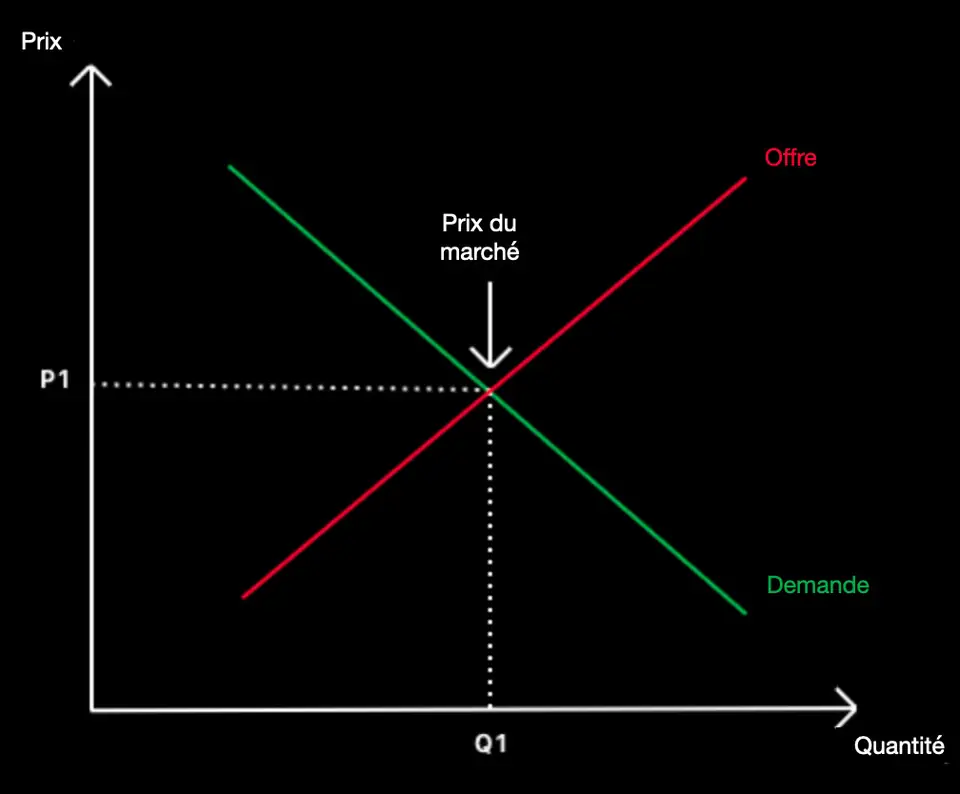 Prix
Offre
Prix du
marché
P1
Demande
Q1
Quantité